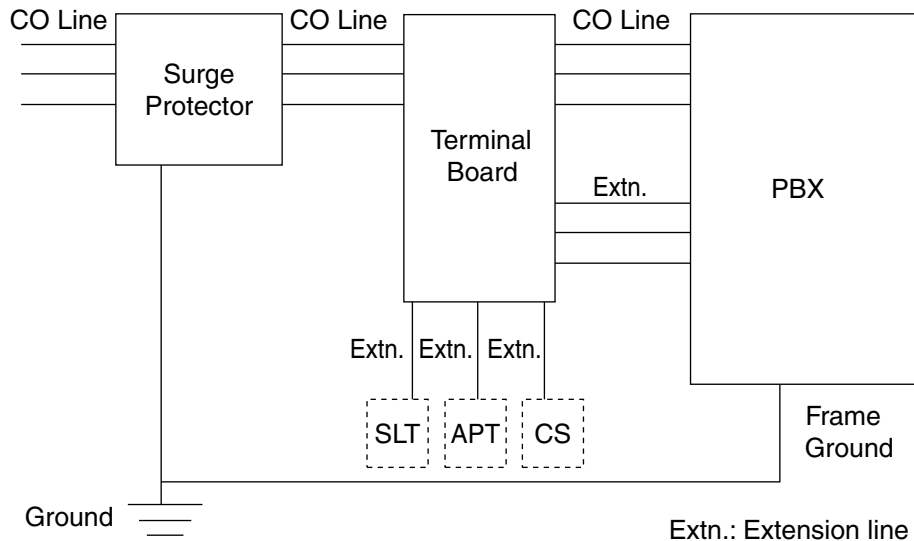 CO Line
CO Line
CO Line
Surge
Protector
Terminal
Board
Extn.
PBX
Extn.
Extn.
Extn.
SLT
APT
CS
Frame
Ground
Ground
Extn.: Extension line